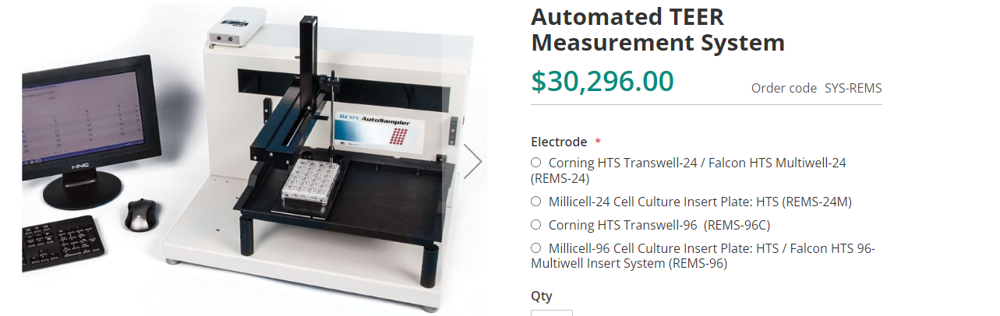 Automated TEER
Measurement System
$30,296.00
Order code SYS-REMS
Electrode *
Corning HTS Transwell-24 / Falcon HTS Multiwell-24
(REMS-24)
Millicell-24 Cell Culture Insert Plate: HTS (REMS-24M)
Corning HTS Transwell-96 (REMS-96C)
Millicell-96 Cell Culture Insert Plate: HTS / Falcon HTS 96-
Multiwell Insert System (REMS-96)
Qty
REMS AutoSampler
I-INC